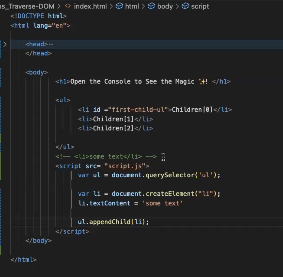 ns_Traverse-DOM > index.html > html > body > script
<!DOCTYPE html>
<html lang="en">
<head>…
</head>
<body>
<h1>Open the Console to See the Magic ✨! </h1>
<ul>
<li id ="first-child-ul">Children[0]</li>
<li>Children[1]</li>
<li>Children[2]</li>
</ul>
<!-- <li>some text</li> -->
<script src= "script.js">
var ul = document.querySelector('ul');
var li = document.createElement("li");
li.textContent = 'some text'
ul.appendChild(li);
</script>
</body>
</html>